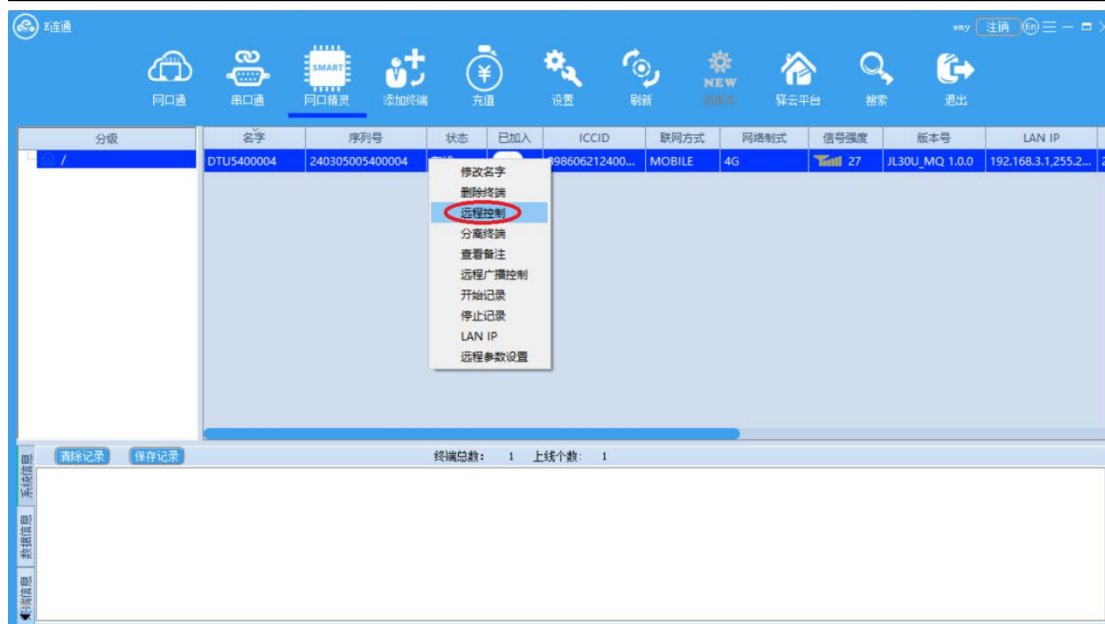 z连通
wmy 注销 En
SMART
NEW
网口通 串口通 网口精灵 添加终端 充值 设置 刷新 驿云平台 搜索 退出
分级 名字 序列号 状态 已加入 ICCID 联网方式 网络制式 信号强度 版本号 LAN IP
/ DTU5400004 240305005400004 898606212400... MOBILE 4G 27 JL30U_MQ 1.0.0 192.168.3.1,255.2...
修改名字
删除终端
远程控制
分离终端
查看备注
远程广播控制
开始记录
停止记录
LAN IP
远程参数设置
清除记录 保存记录 终端总数: 1 上线个数: 1
系统信息
数据信息